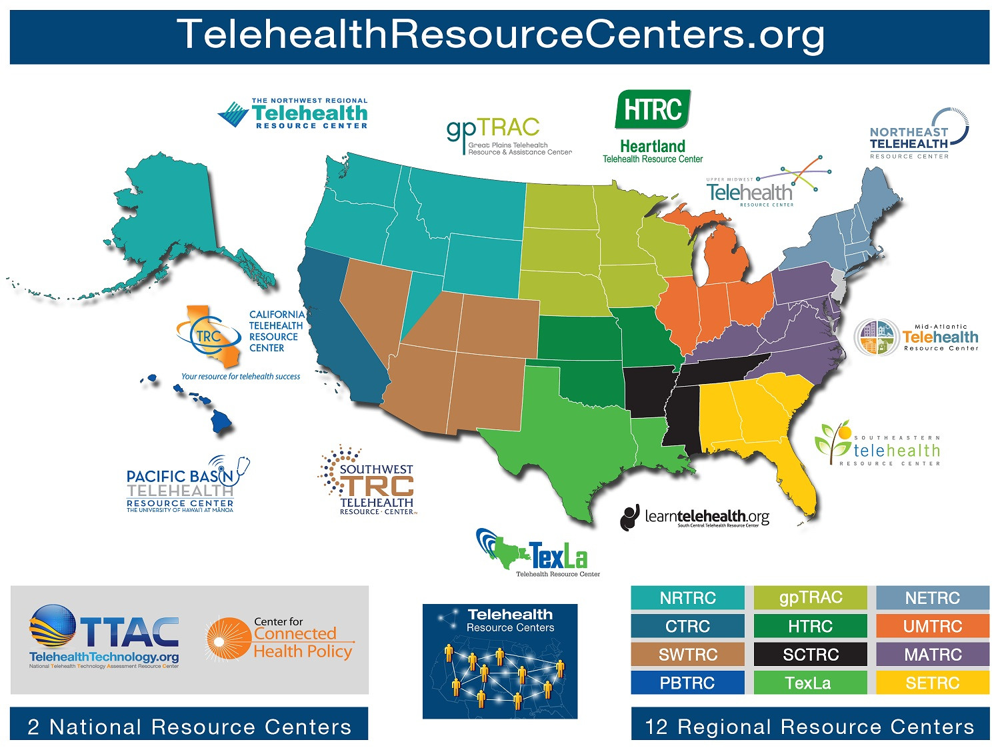 TelehealthResourceCenters.org
THE NORTHWEST REGIONAL
Telehealth
RESOURCE CENTER
gpTRAC
Great Plains Telehealth
Resource & Assistance Center
HTRC
Heartland
Telehealth Resource Center
NORTHEAST
TELEHEALTH
RESOURCE CENTER
UPPER MIDWEST
Telehealth
RESOURCE CENTER
TRC
CALIFORNIA
TELEHEALTH
RESOURCE
CENTER
Your resource for telehealth success
Mid-Atlantic
Telehealth
Resource Center
SOUTHEASTERN
telehealth
RESOURCE CENTER
PACIFIC BASIN
TELEHEALTH
RESOURCE CENTER
THE UNIVERSITY OF HAWAI'I AT MĀNOA
SOUTHWEST
TRC
TELEHEALTH
RESOURCE · CENTER™
learntelehealth.org
South Central Telehealth Resource Center
TexLa
Telehealth Resource Center
TTAC
TelehealthTechnology.org
National Telehealth Technology Assessment Resource Center
Center for
Connected
Health Policy
2 National Resource Centers
Telehealth
Resource Centers
NRTRC gpTRAC NETRC
CTRC HTRC UMTRC
SWTRC SCTRC MATRC
PBTRC TexLa SETRC
12 Regional Resource Centers